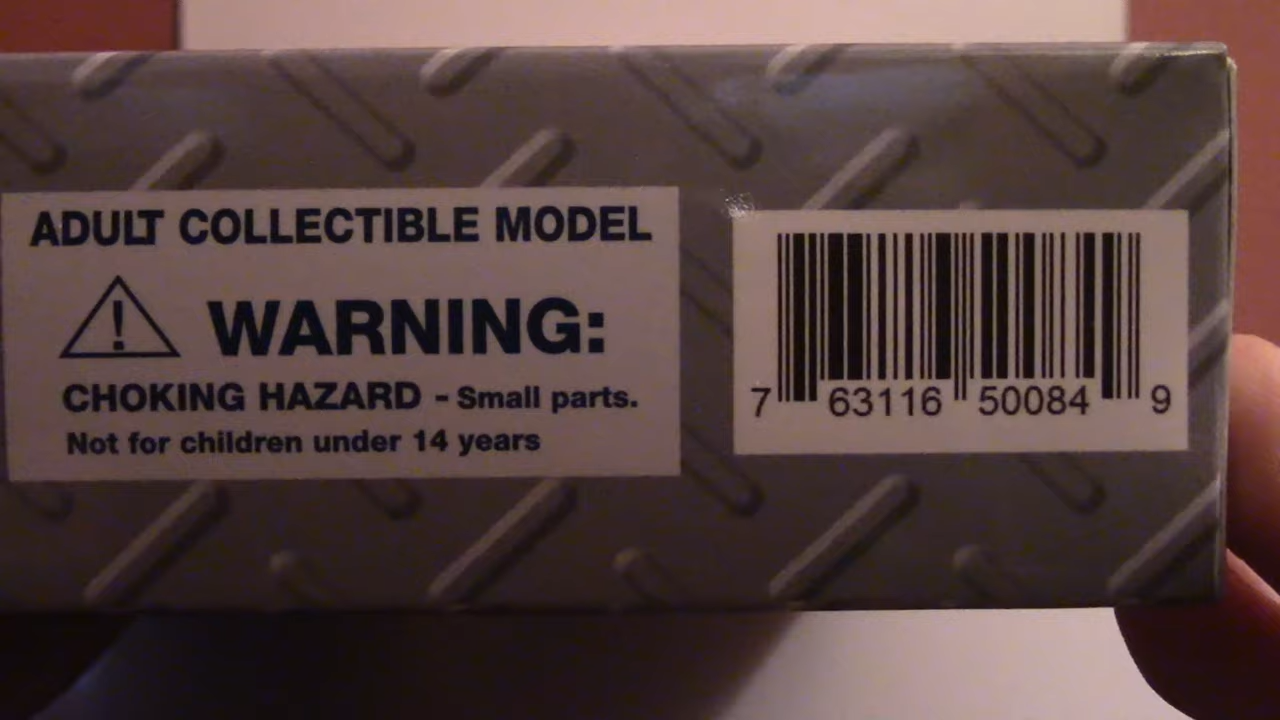 ADULT COLLECTIBLE MODEL
! WARNING:
CHOKING HAZARD - Small parts.
Not for children under 14 years
7 63116 50084 9